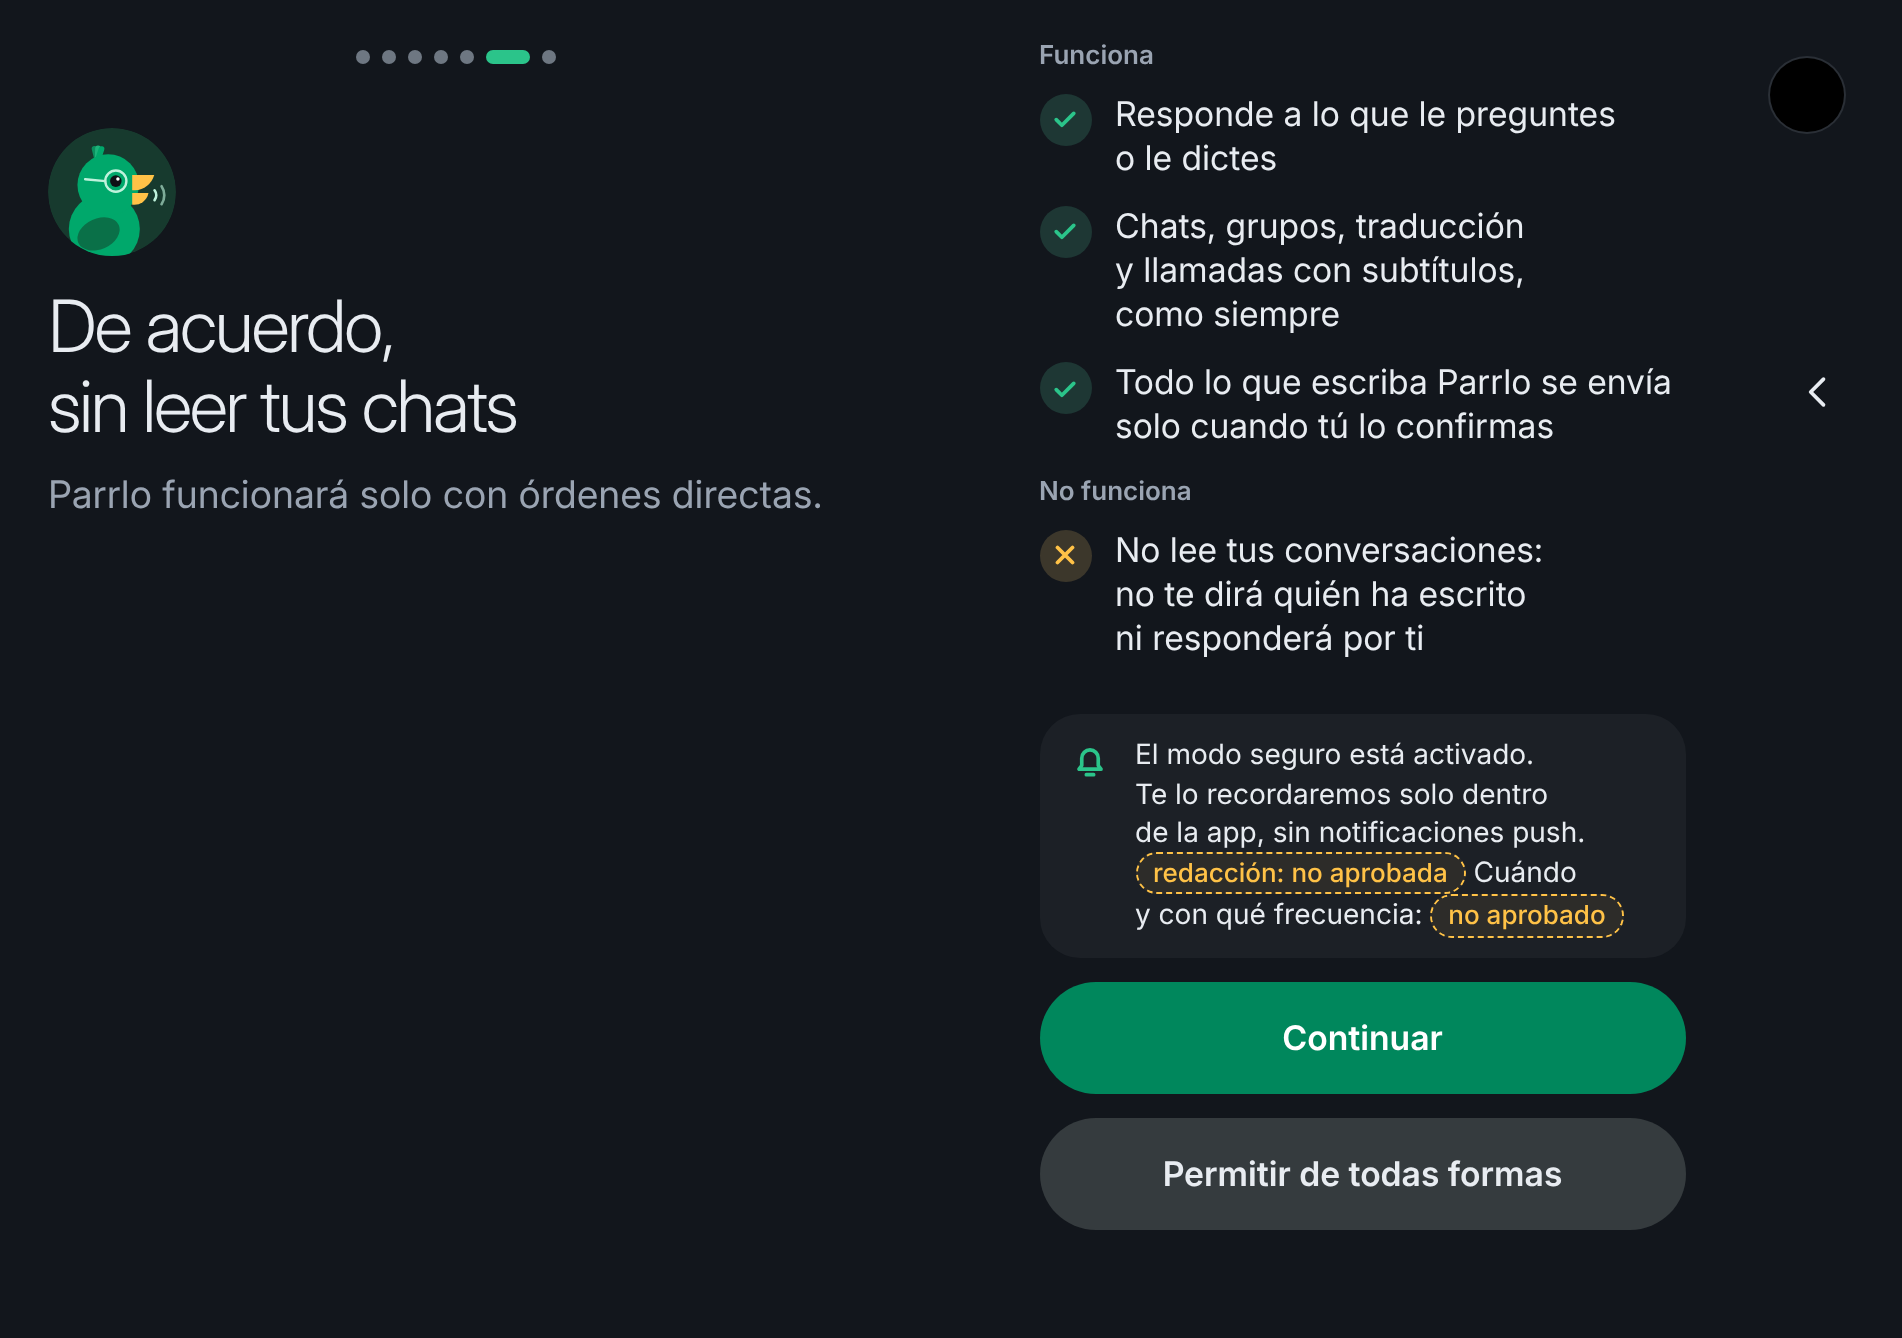 De acuerdo,
sin leer tus chats
Parrlo funcionará solo con órdenes directas.
Funciona
Responde a lo que le preguntes
o le dictes
Chats, grupos, traducción
y llamadas con subtítulos,
como siempre
Todo lo que escriba Parrlo se envía
solo cuando tú lo confirmas
No funciona
No lee tus conversaciones:
no te dirá quién ha escrito
ni responderá por ti
El modo seguro está activado.
Te lo recordaremos solo dentro
de la app, sin notificaciones push.
redacción: no aprobada Cuándo
y con qué frecuencia: no aprobado
Continuar
Permitir de todas formas